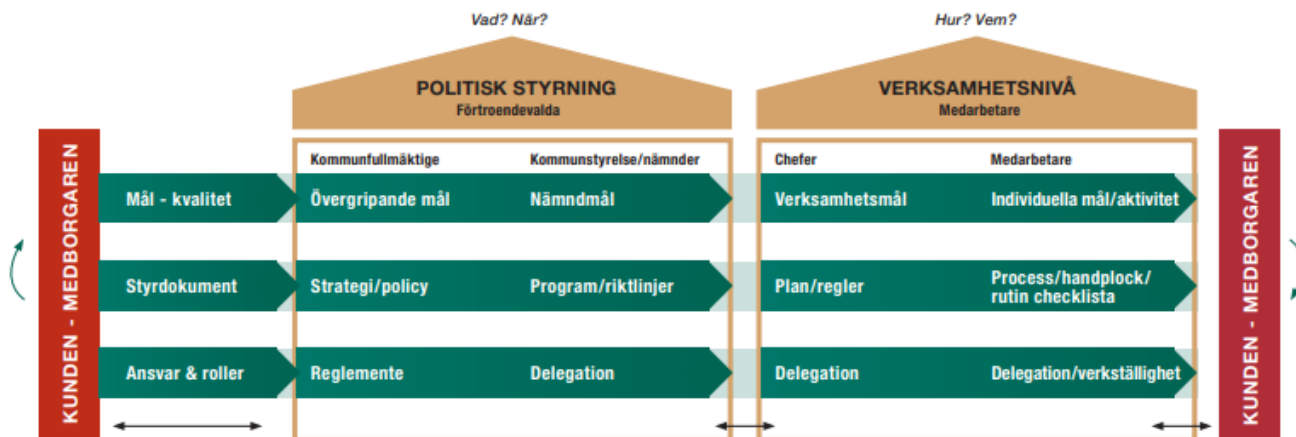 Vad? När?
Hur? Vem?
POLITISK STYRNING
Förtroendevalda
VERKSAMHETSNIVÅ
Medarbetare
KUNDEN - MEDBORGAREN
Kommunfullmäktige
Kommunstyrelse/nämnder
Chefer
Medarbetare
Mål - kvalitet
Övergripande mål
Nämndmål
Verksamhetsmål
Individuella mål/aktivitet
Styrdokument
Strategi/policy
Program/riktlinjer
Plan/regler
Process/handplock/
rutin checklista
Ansvar & roller
Reglemente
Delegation
Delegation
Delegation/verkställighet
KUNDEN - MEDBORGAREN